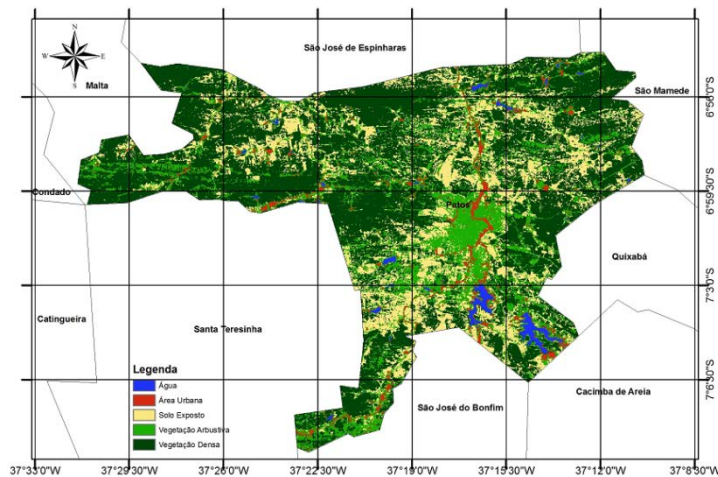 N
W
E
S
São José de Espinharas
Malta
São Mamede
6°56'0"S
Condado
6°59'30"S
Patos
Quixabá
7°3'0"S
Catingueira
Santa Teresinha
Legenda
Água
Área Urbana
Solo Exposto
Vegetação Arbustiva
Vegetação Densa
7°6'30"S
Cacimba de Areia
São José do Bonfim
37°33'0"W
37°29'30"W
37°26'0"W
37°22'30"W
37°19'0"W
37°15'30"W
37°12'0"W
37°8'30"W